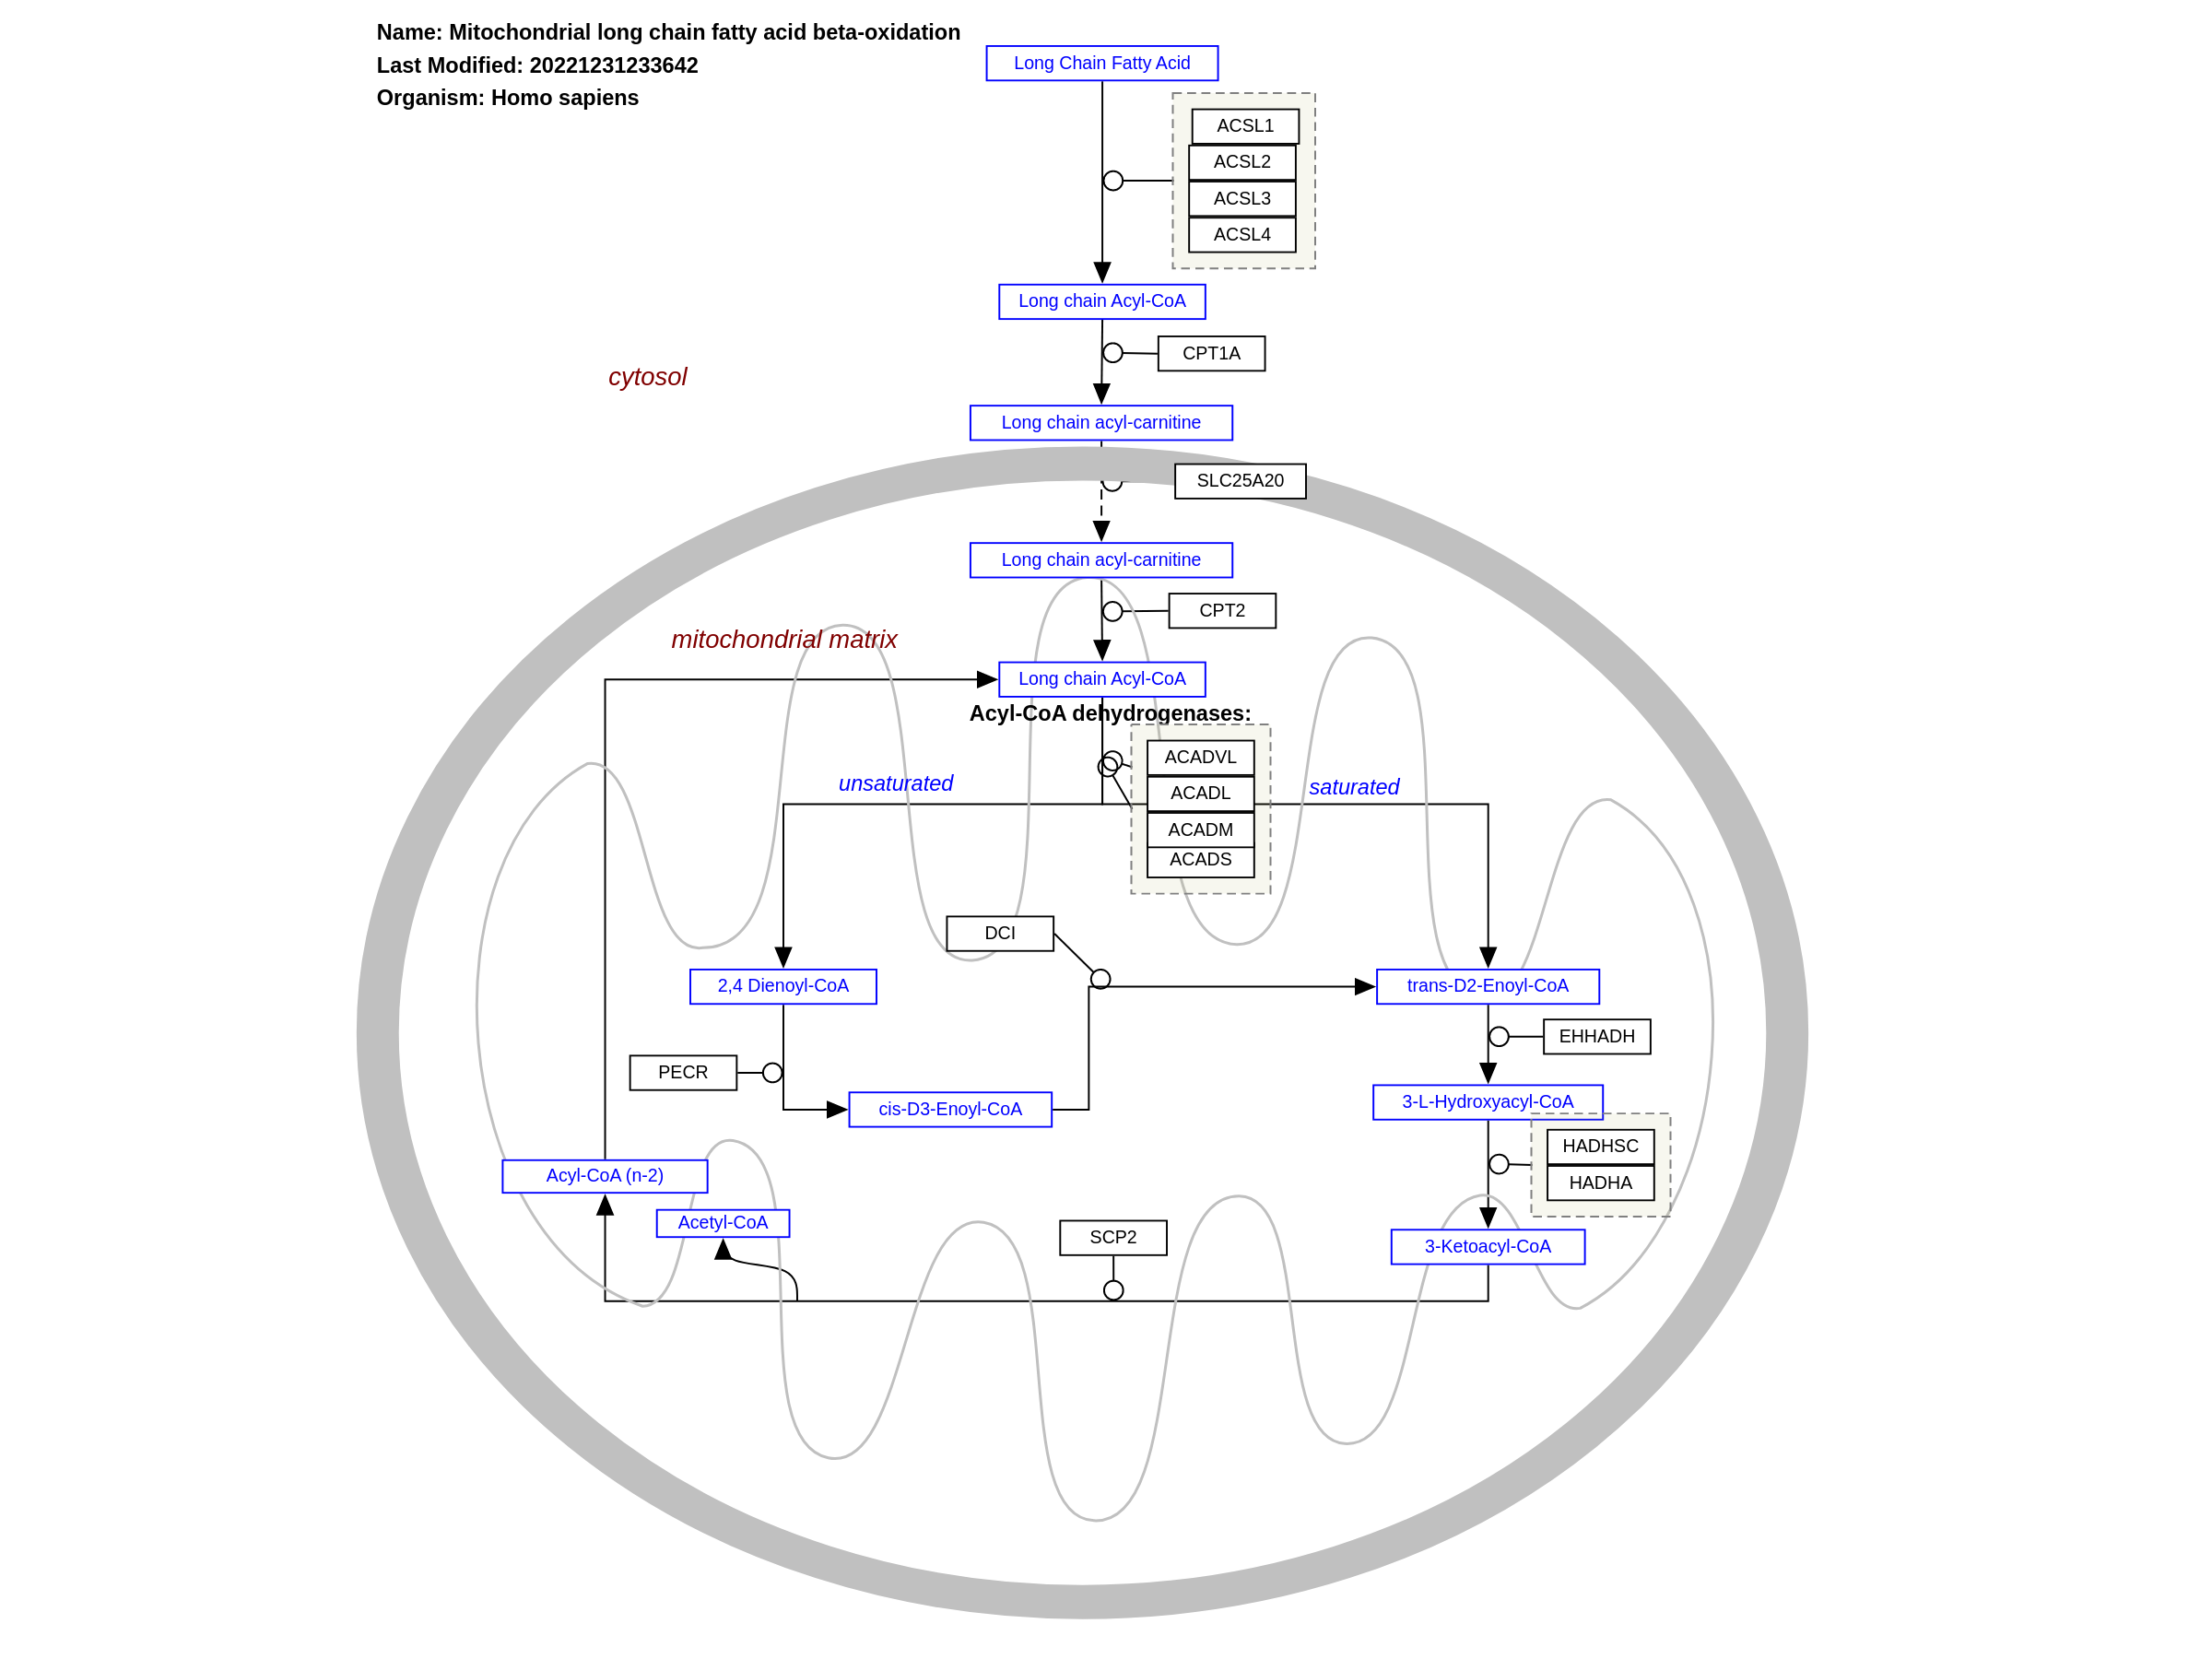 Name: Mitochondrial long chain fatty acid beta-oxidation
Last Modified: 20221231233642
Organism: Homo sapiens
Long Chain Fatty Acid
ACSL1
ACSL2
ACSL3
ACSL4
Long chain Acyl-CoA
CPT1A
cytosol
Long chain acyl-carnitine
SLC25A20
Long chain acyl-carnitine
CPT2
mitochondrial matrix
Long chain Acyl-CoA
Acyl-CoA dehydrogenases:
ACADVL
unsaturated
saturated
ACADL
ACADM
ACADS
DCI
2,4 Dienoyl-CoA
trans-D2-Enoyl-CoA
EHHADH
PECR
cis-D3-Enoyl-CoA
3-L-Hydroxyacyl-CoA
HADHSC
HADHA
Acyl-CoA (n-2)
Acetyl-CoA
SCP2
3-Ketoacyl-CoA